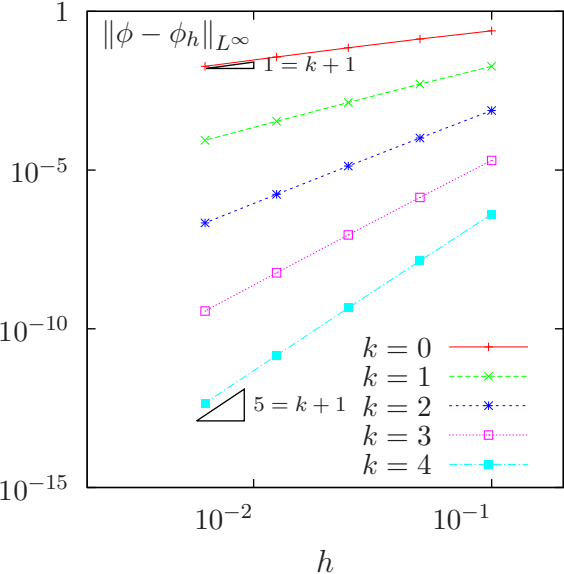 1
‖ϕ − ϕ_h‖_{L^∞}
1 = k + 1
10^{−5}
10^{−10}
k = 0
k = 1
5 = k + 1
k = 2
k = 3
k = 4
10^{−15}
10^{−2}
10^{−1}
h